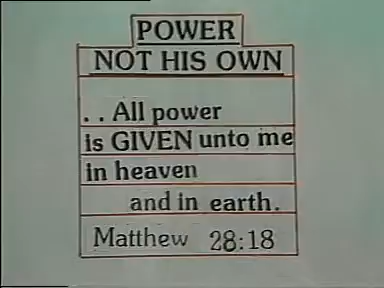 POWER
NOT HIS OWN
. . All power
is GIVEN unto me
in heaven
and in earth.
Matthew 28:18